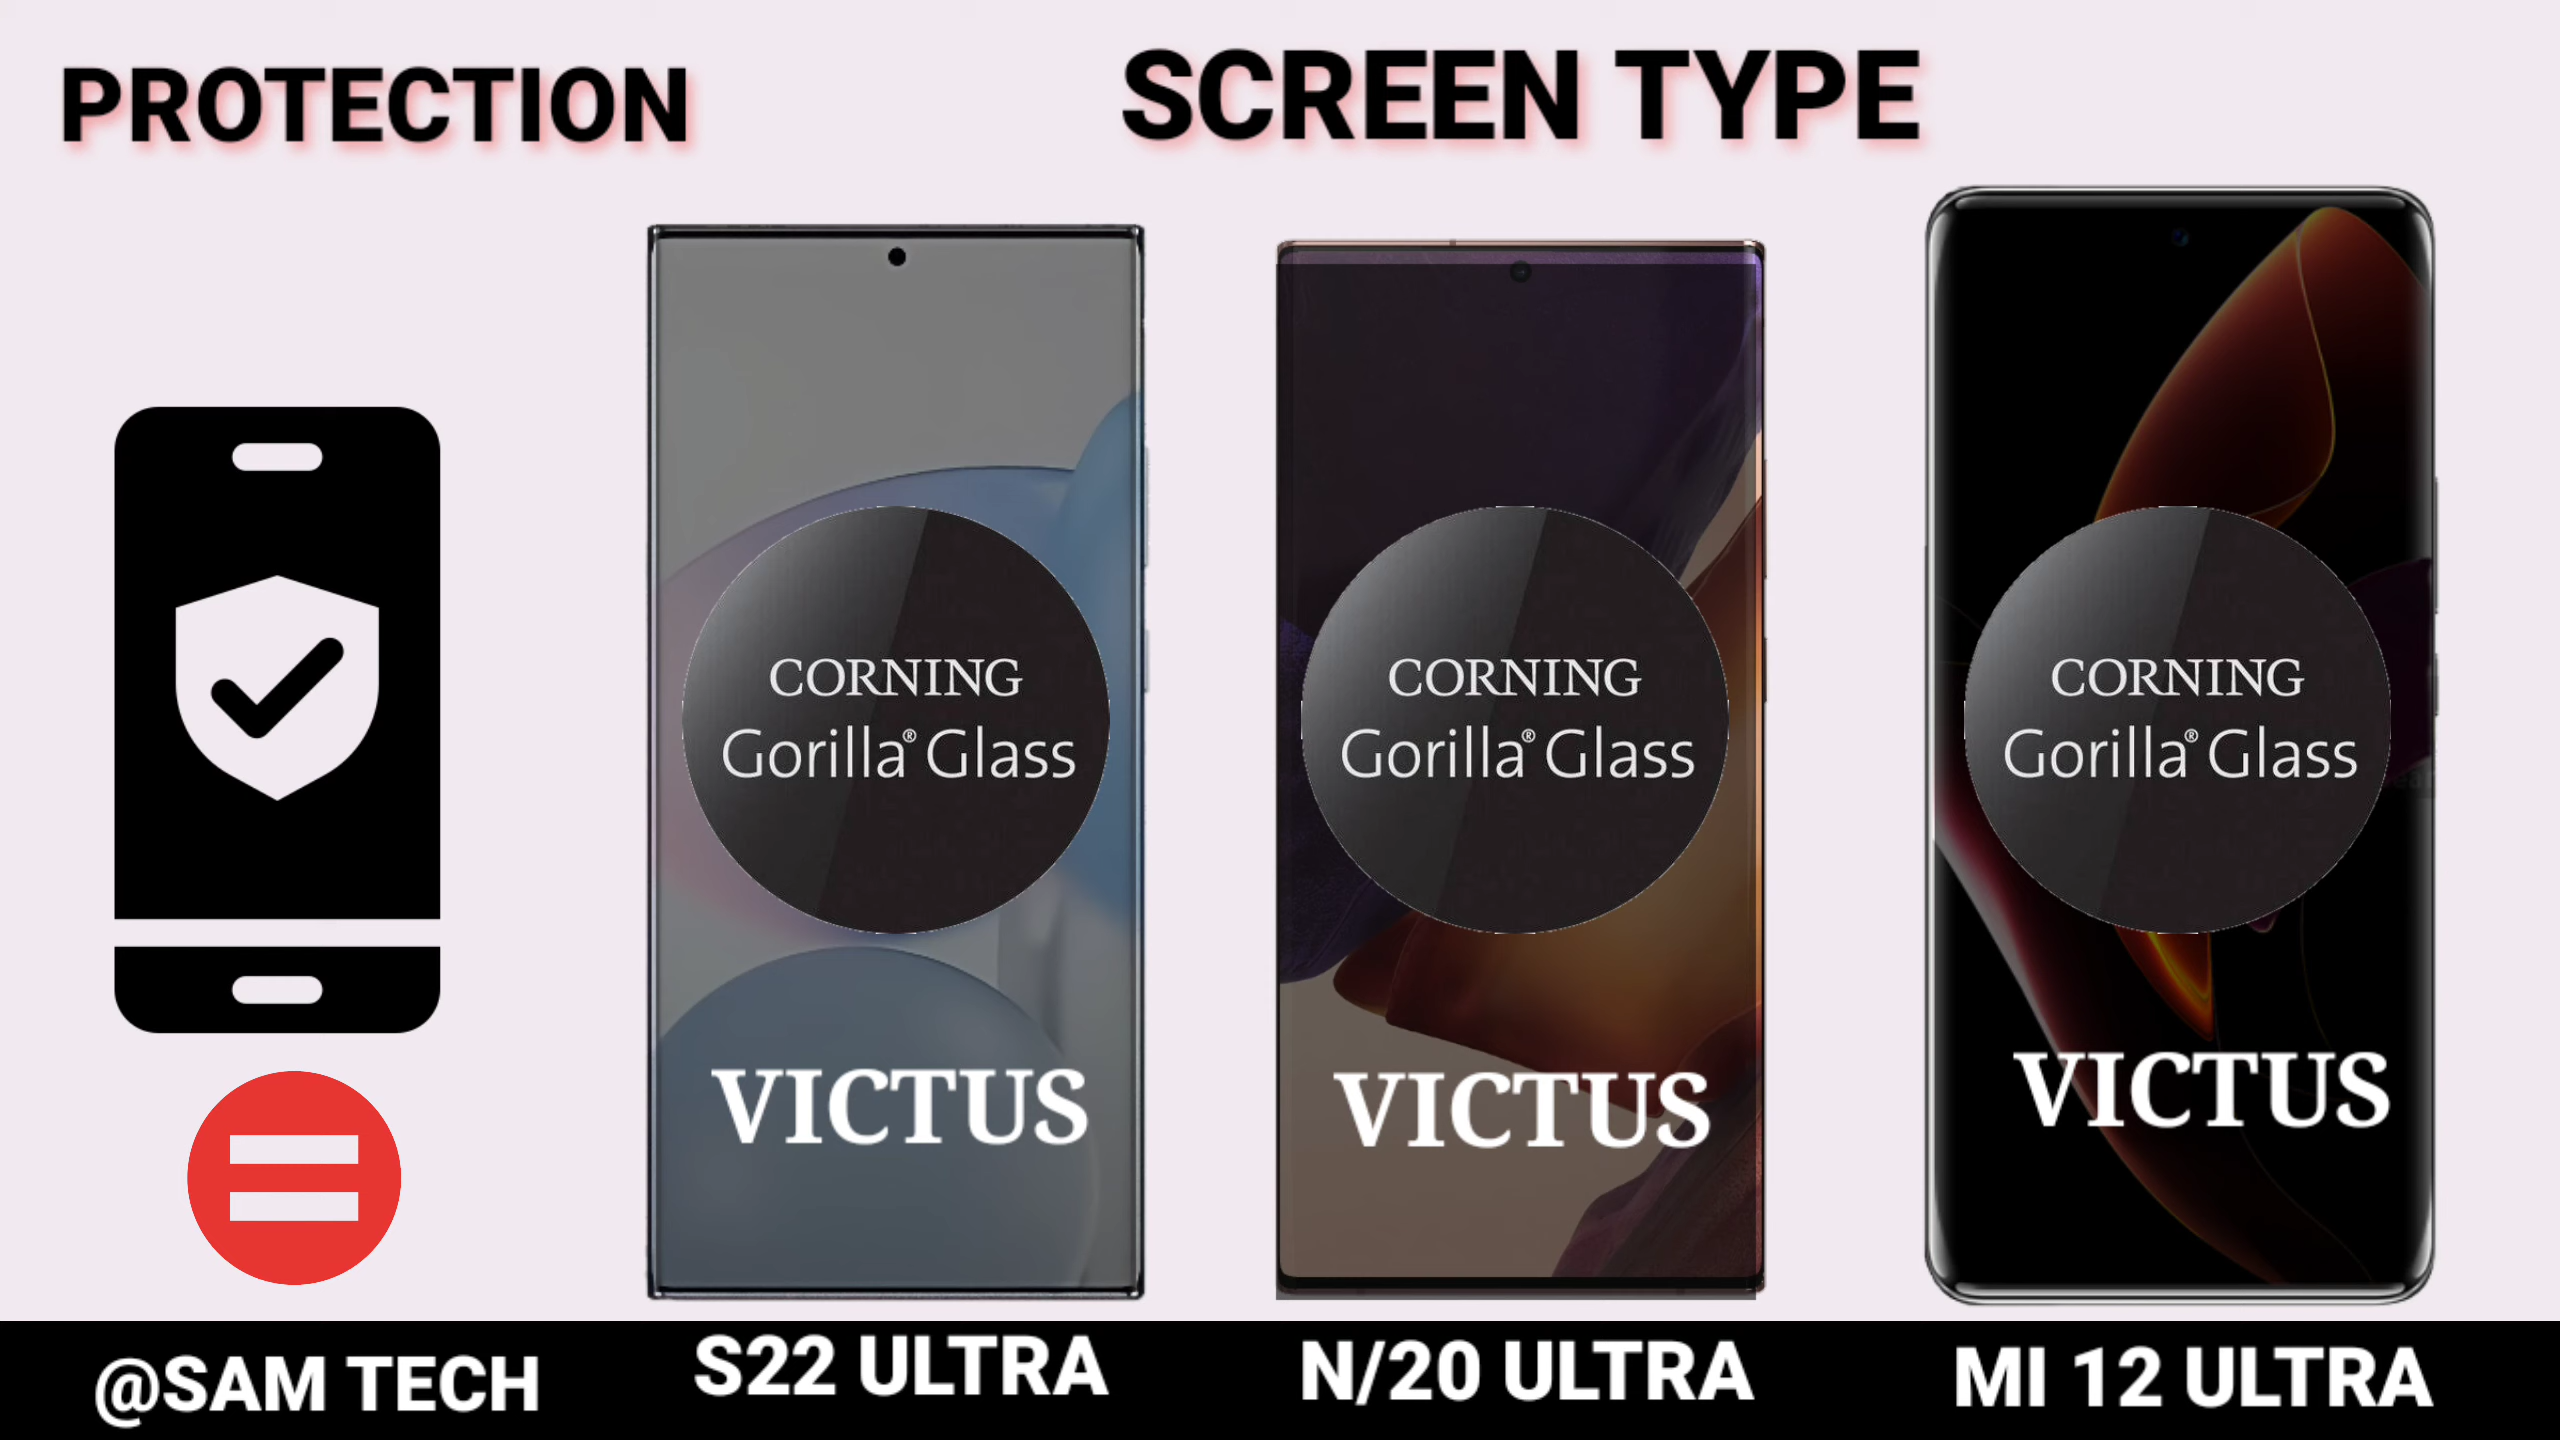 PROTECTION
SCREEN TYPE
CORNING
Gorilla® Glass
VICTUS
CORNING
Gorilla® Glass
VICTUS
CORNING
Gorilla® Glass
VICTUS
@SAM TECH
S22 ULTRA
N/20 ULTRA
MI 12 ULTRA